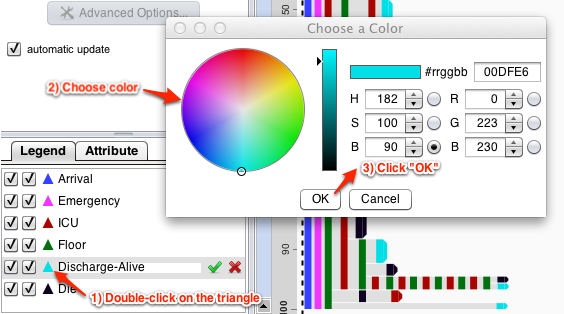 Advanced Options...
automatic update
50
Choose a Color
2) Choose color
#rrggbb 00DFE6
H 182 R 0
S 100 G 223
B 90 B 230
3) Click "OK"
OK Cancel
Legend Attribute
Arrival
Emergency
ICU
Floor
Discharge-Alive
1) Double-click on the triangle
90
100